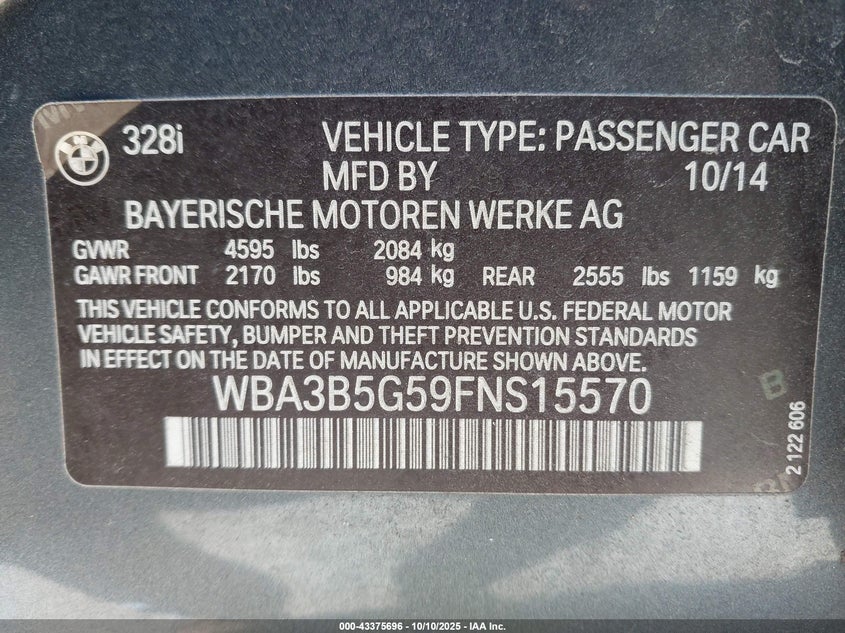 328i VEHICLE TYPE: PASSENGER CAR
MFD BY 10/14
BAYERISCHE MOTOREN WERKE AG
GVWR 4595 lbs 2084 kg
GAWR FRONT 2170 lbs 984 kg REAR 2555 lbs 1159 kg
THIS VEHICLE CONFORMS TO ALL APPLICABLE U.S. FEDERAL MOTOR
VEHICLE SAFETY, BUMPER AND THEFT PREVENTION STANDARDS
IN EFFECT ON THE DATE OF MANUFACTURE SHOWN ABOVE.
WBA3B5G59FNS15570
2 122 606
000-43375696 - 10/10/2025 - IAA Inc.